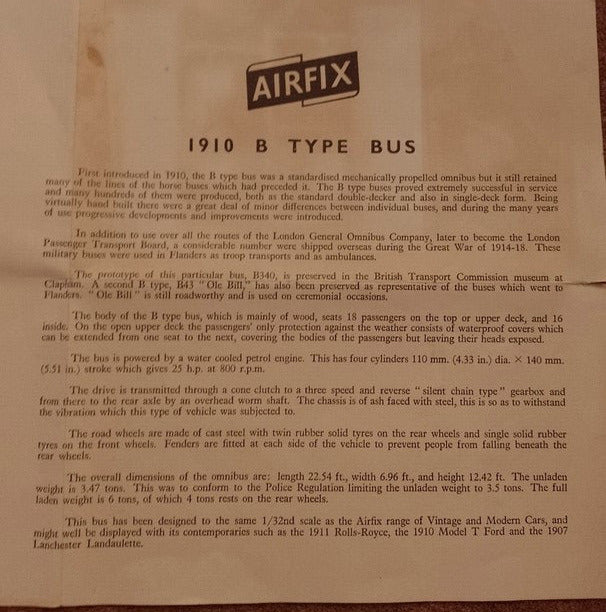 AIRFIX
1910 B TYPE BUS
First introduced in 1910, the B type bus was a standardised mechanically propelled omnibus but it still retained
many of the lines of the horse buses which had preceded it. The B type buses proved extremely successful in service
and many hundreds of them were produced, both as the standard double-decker and also in single-deck form. Being
virtually hand built there were a great deal of minor differences between individual buses, and during the many years
of use progressive developments and improvements were introduced.
In addition to use over all the routes of the London General Omnibus Company, later to become the London
Passenger Transport Board, a considerable number were shipped overseas during the Great War of 1914-18. These
military buses were used in Flanders as troop transports and as ambulances.
The prototype of this particular bus, B340, is preserved in the British Transport Commission museum at
Clapham. A second B type, B43 "Ole Bill," has also been preserved as representative of the buses which went to
Flanders. "Ole Bill" is still roadworthy and is used on ceremonial occasions.
The body of the B type bus, which is mainly of wood, seats 18 passengers on the top or upper deck, and 16
inside. On the open upper deck the passengers' only protection against the weather consists of waterproof covers which
can be extended from one seat to the next, covering the bodies of the passengers but leaving their heads exposed.
The bus is powered by a water cooled petrol engine. This has four cylinders 110 mm. (4.33 in.) dia. × 140 mm.
(5.51 in.) stroke which gives 25 h.p. at 800 r.p.m.
The drive is transmitted through a cone clutch to a three speed and reverse "silent chain type" gearbox and
from there to the rear axle by an overhead worm shaft. The chassis is of ash faced with steel, this is so as to withstand
the vibration which this type of vehicle was subjected to.
The road wheels are made of cast steel with twin rubber solid tyres on the rear wheels and single solid rubber
tyres on the front wheels. Fenders are fitted at each side of the vehicle to prevent people from falling beneath the
rear wheels.
The overall dimensions of the omnibus are: length 22.54 ft., width 6.96 ft., and height 12.42 ft. The unladen
weight is 3.47 tons. This was to conform to the Police Regulation limiting the unladen weight to 3.5 tons. The full
laden weight is 6 tons, of which 4 tons rests on the rear wheels.
This bus has been designed to the same 1/32nd scale as the Airfix range of Vintage and Modern Cars, and
might well be displayed with its contemporaries such as the 1911 Rolls-Royce, the 1910 Model T Ford and the 1907
Lanchester Landaulette.